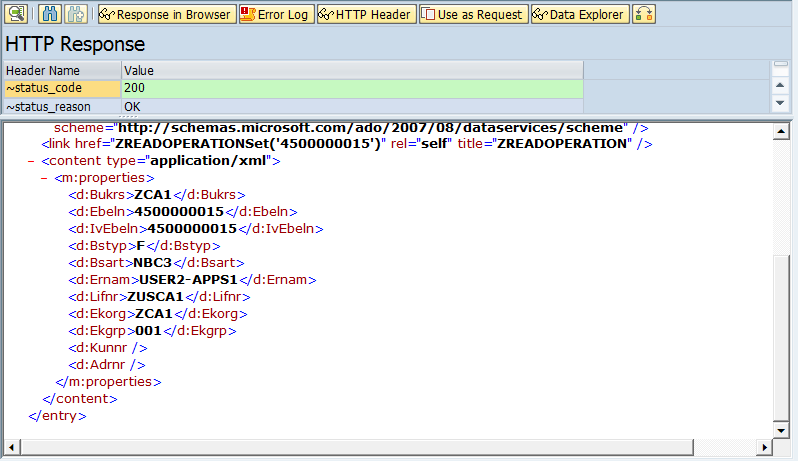 Response in Browser Error Log HTTP Header Use as Request Data Explorer
HTTP Response
Header Name Value
~status_code 200
~status_reason OK
scheme="http://schemas.microsoft.com/ado/2007/08/dataservices/scheme" />
<link href="ZREADOPERATIONSet('4500000015')" rel="self" title="ZREADOPERATION" />
- <content type="application/xml">
- <m:properties>
<d:Bukrs>ZCA1</d:Bukrs>
<d:Ebeln>4500000015</d:Ebeln>
<d:IvEbeln>4500000015</d:IvEbeln>
<d:Bstyp>F</d:Bstyp>
<d:Bsart>NBC3</d:Bsart>
<d:Ernam>USER2-APPS1</d:Ernam>
<d:Lifnr>ZUSCA1</d:Lifnr>
<d:Ekorg>ZCA1</d:Ekorg>
<d:Ekgrp>001</d:Ekgrp>
<d:Kunnr />
<d:Adrnr />
</m:properties>
</content>
</entry>